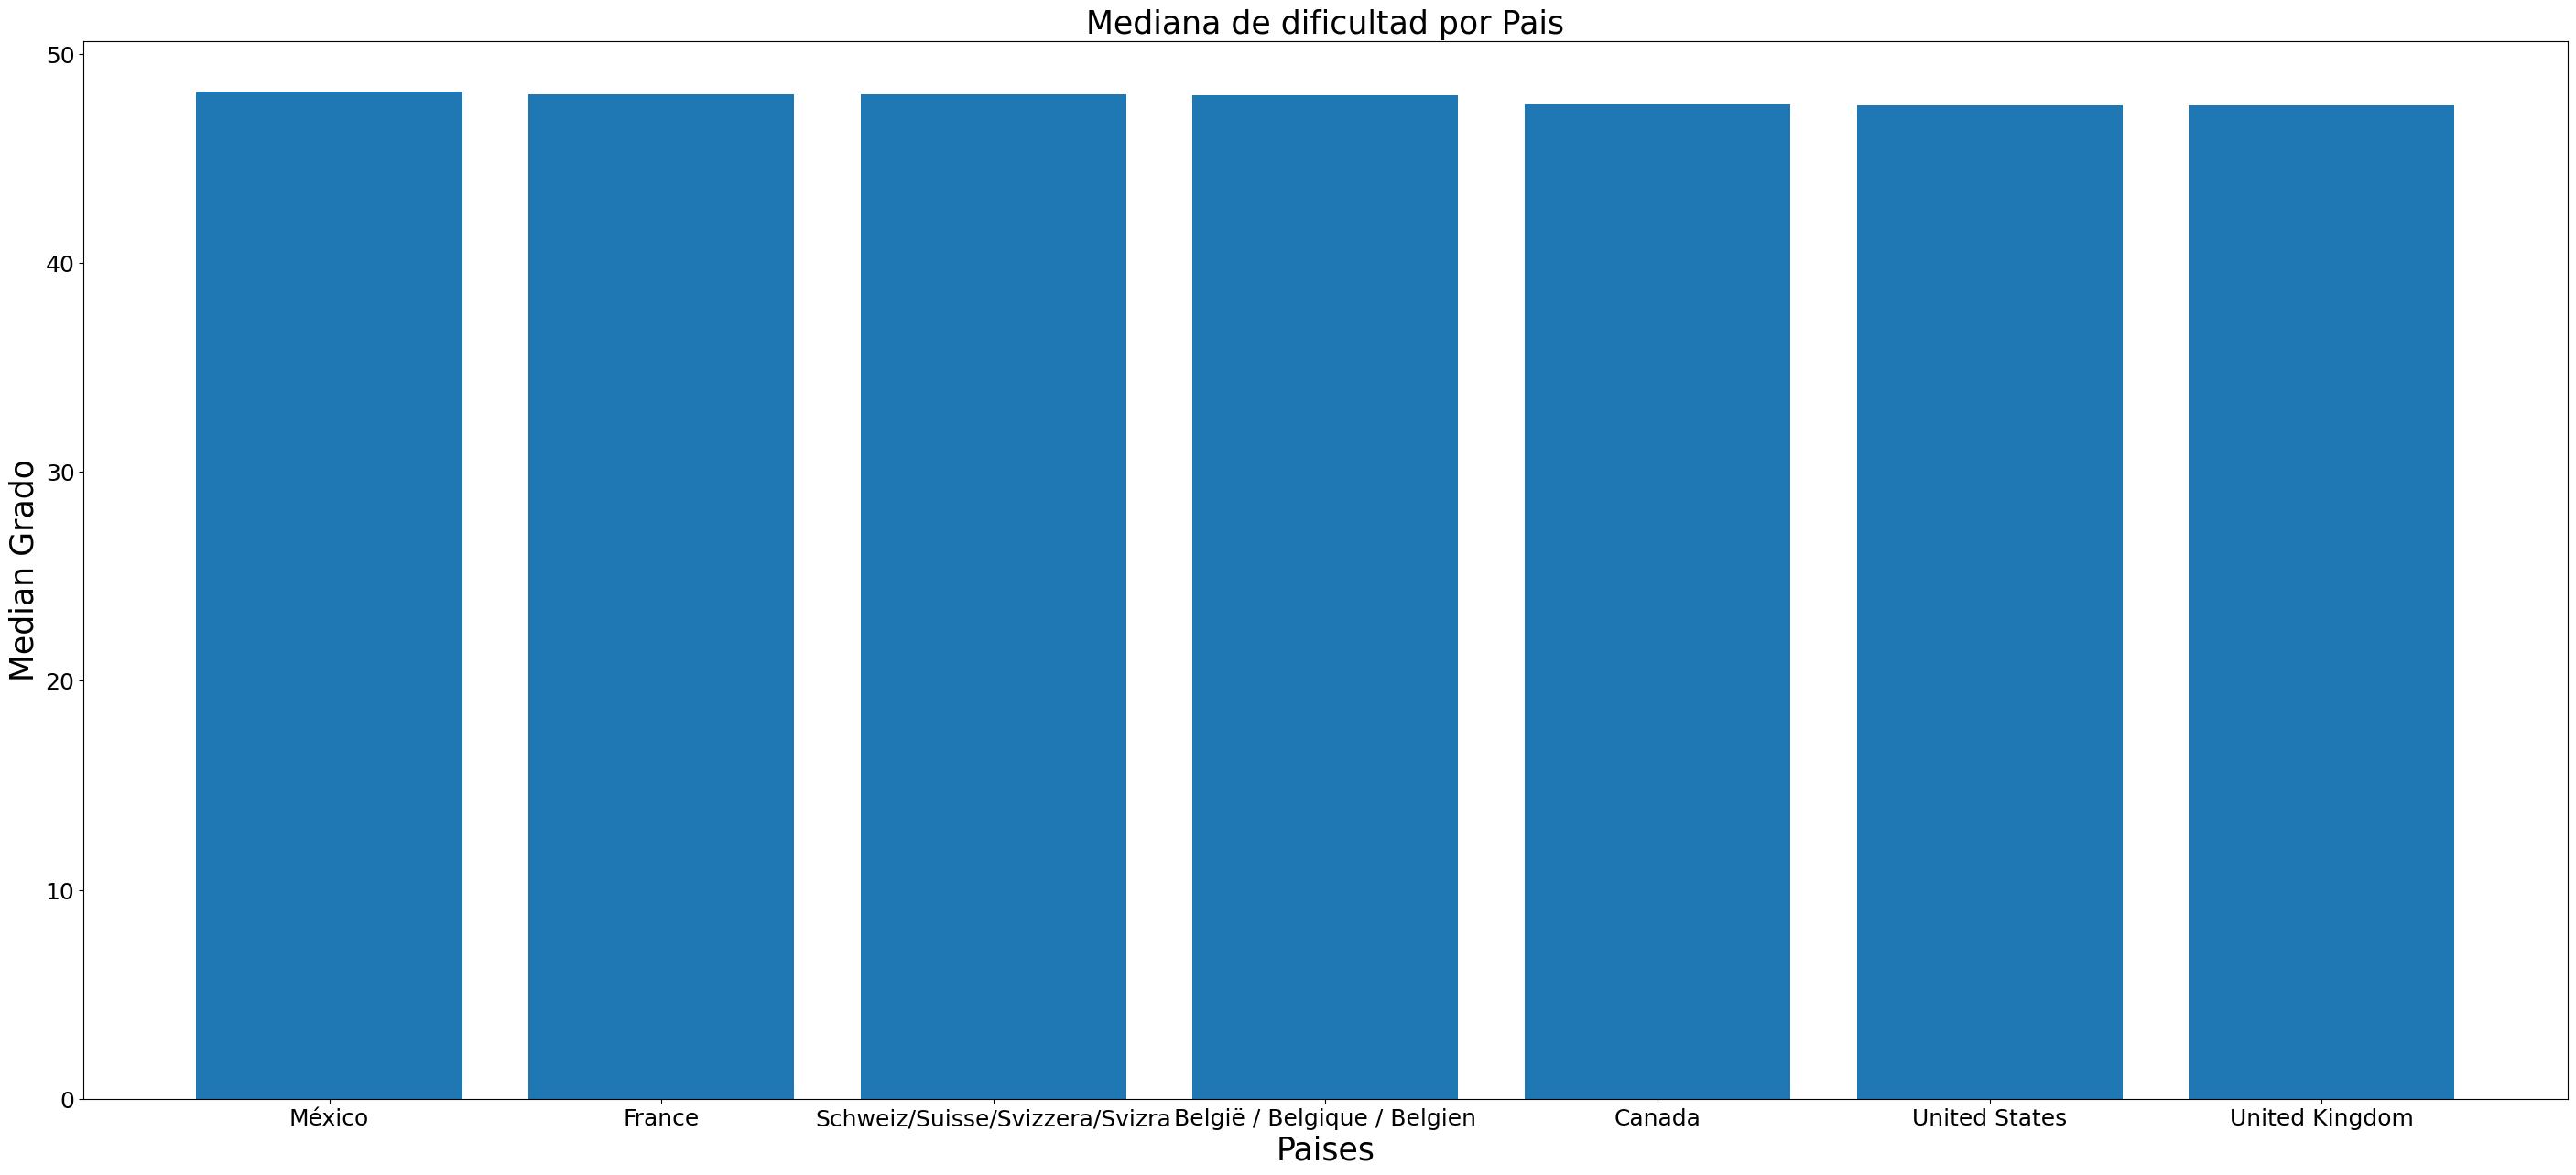 Mediana de dificultad por Pais
50
40
30
20
10
0
Median Grado
México France Schweiz/Suisse/Svizzera/Svizra België / Belgique / Belgien Canada United States United Kingdom
Paises